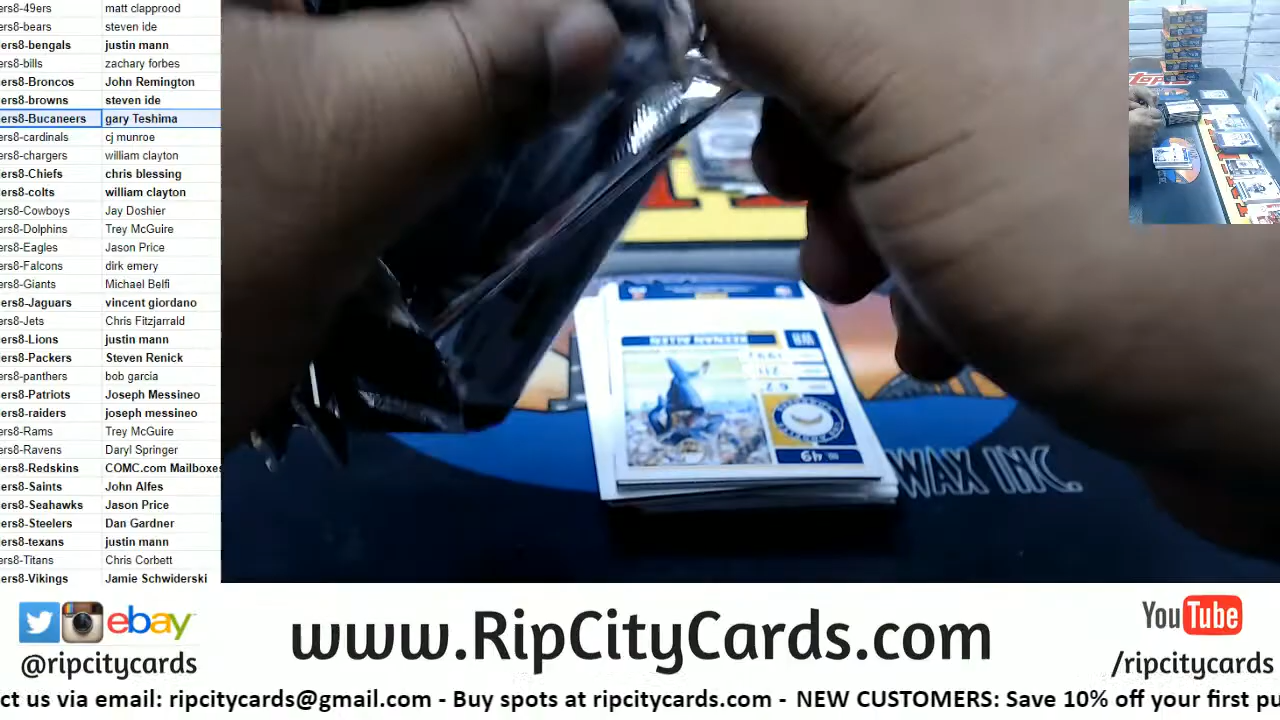 ers8-49ers matt clapprood
ers8-bears steven ide
ers8-bengals justin mann
ers8-bills zachary forbes
ers8-Broncos John Remington
ers8-browns steven ide
ers8-Bucaneers gary Teshima
ers8-cardinals cj munroe
ers8-chargers william clayton
ers8-Chiefs chris blessing
ers8-colts william clayton
ers8-Cowboys Jay Doshier
ers8-Dolphins Trey McGuire
ers8-Eagles Jason Price
ers8-Falcons dirk emery
ers8-Giants Michael Belfi
ers8-Jaguars vincent giordano
ers8-Jets Chris Fitzjarrald
ers8-Lions justin mann
ers8-Packers Steven Renick
ers8-panthers bob garcia
ers8-Patriots Joseph Messineo
ers8-raiders joseph messineo
ers8-Rams Trey McGuire
ers8-Ravens Daryl Springer
ers8-Redskins COMC.com Mailboxes
ers8-Saints John Alfes
ers8-Seahawks Jason Price
ers8-Steelers Dan Gardner
ers8-texans justin mann
ers8-Titans Chris Corbett
ers8-Vikings Jamie Schwiderski
TOPPS
KEENAN ALLEN
NO. 49
WAX INC.
ebay
@ripcitycards
www.RipCityCards.com
YouTube
/ripcitycards
ct us via email: ripcitycards@gmail.com - Buy spots at ripcitycards.com - NEW CUSTOMERS: Save 10% off your first pu